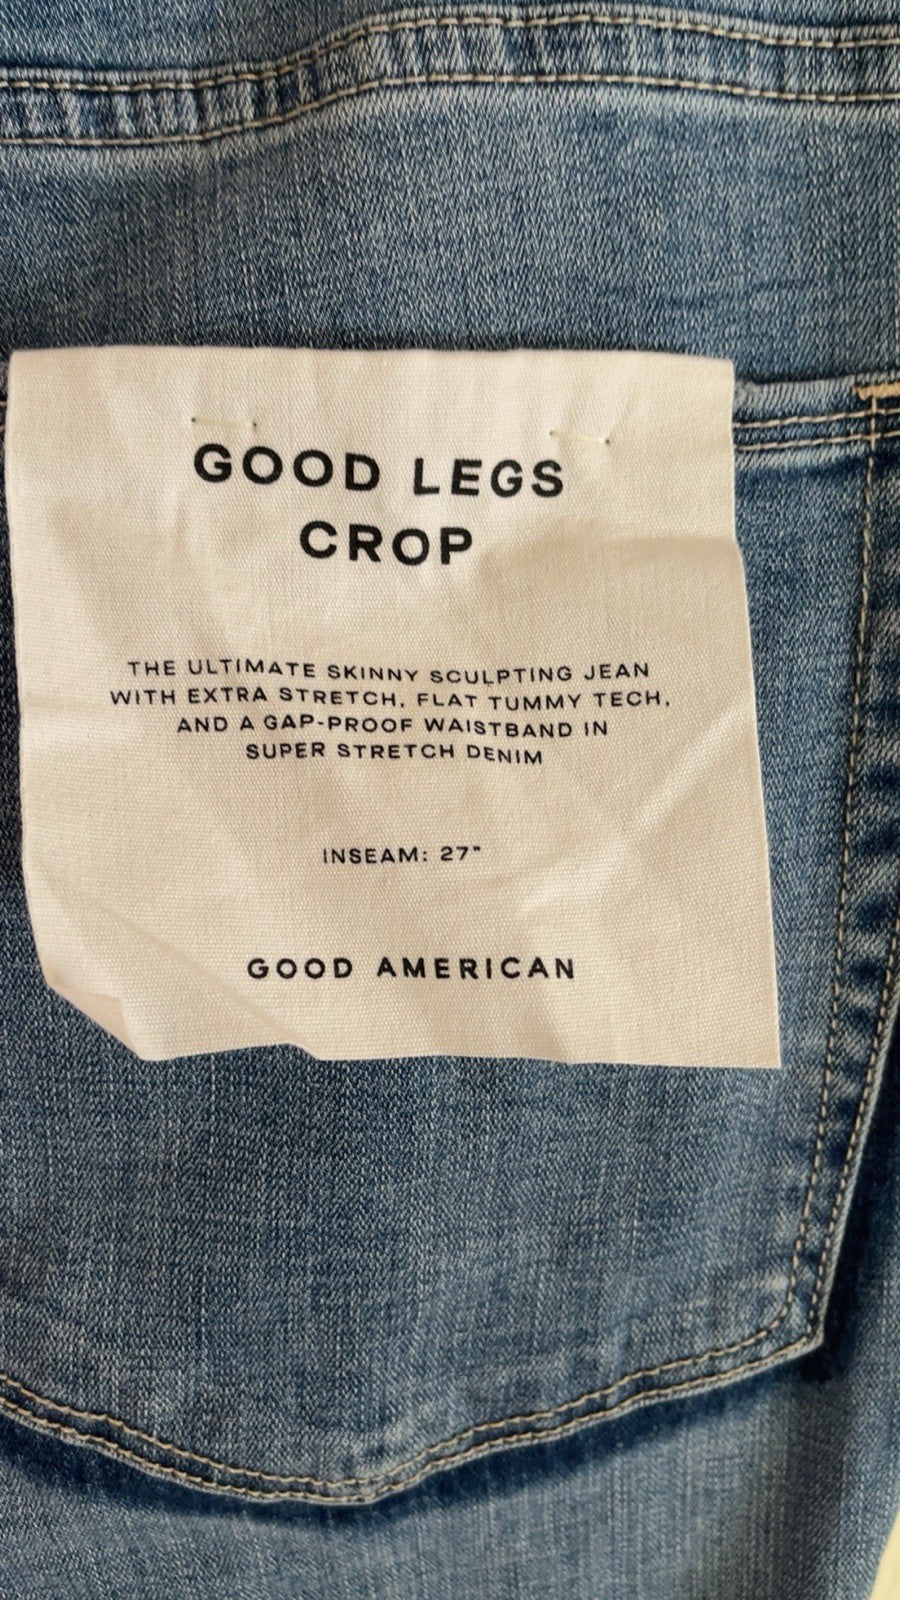 GOOD LEGS
CROP
THE ULTIMATE SKINNY SCULPTING JEAN
WITH EXTRA STRETCH, FLAT TUMMY TECH,
AND A GAP-PROOF WAISTBAND IN
SUPER STRETCH DENIM
INSEAM: 27"
GOOD AMERICAN